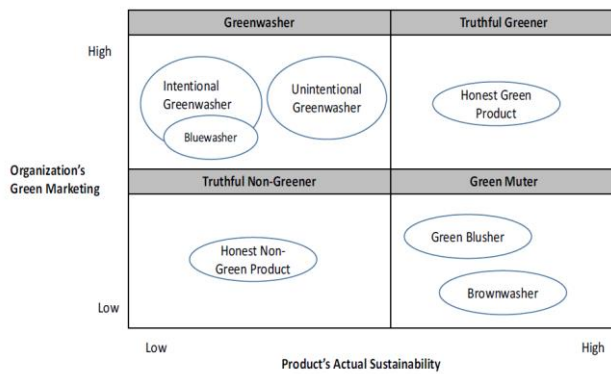 Greenwasher
Truthful Greener
High
Intentional
Greenwasher
Bluewasher
Unintentional
Greenwasher
Honest Green
Product
Organization's
Green Marketing
Truthful Non-Greener
Green Muter
Honest Non-
Green Product
Green Blusher
Brownwasher
Low
Low
High
Product's Actual Sustainability